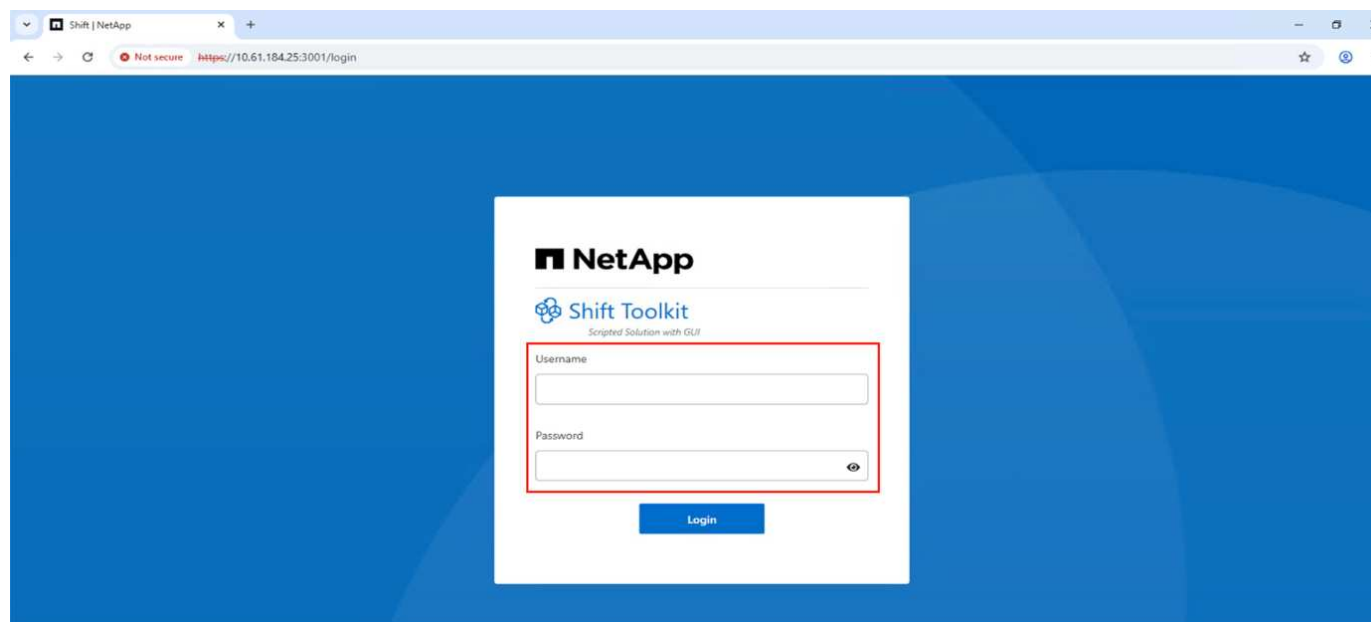 Shift | NetApp
Not secure https://10.61.184.25:3001/login
NetApp
Shift Toolkit
Scripted Solution with GUI
Username
Password
Login